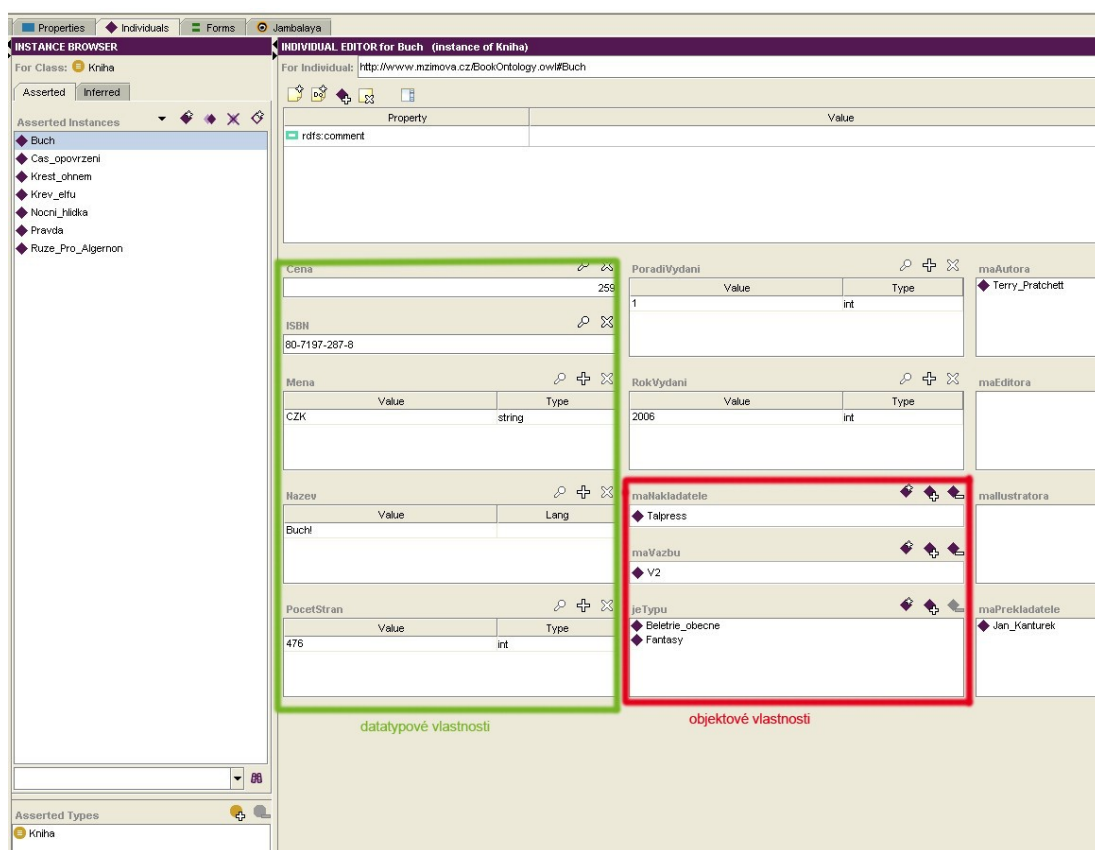 Properties Individuals Forms Jambalaya
INSTANCE BROWSER
For Class: Kniha
Asserted Inferred
Asserted Instances
Buch
Cas_opovrzeni
Krest_ohnem
Krev_elfu
Nocni_hlidka
Pravda
Ruze_Pro_Algernon
Asserted Types
Kniha
INDIVIDUAL EDITOR for Buch (instance of Kniha)
For Individual: http://www.mzimova.cz/BookOntology.owl#Buch
Property Value
rdfs:comment
Cena
259
ISBN
80-7197-287-8
Mena
Value Type
CZK string
Nazev
Value Lang
Buch!
PocetStran
Value Type
476 int
datatypové vlastnosti
PoradiVydani
Value Type
1 int
RokVydani
Value Type
2006 int
maNakladatele
Talpress
maVazbu
V2
jeTypu
Beletrie_obecne
Fantasy
objektové vlastnosti
maAutora
Terry_Pratchett
maEditora
maIlustratora
maPrekladatele
Jan_Kanturek